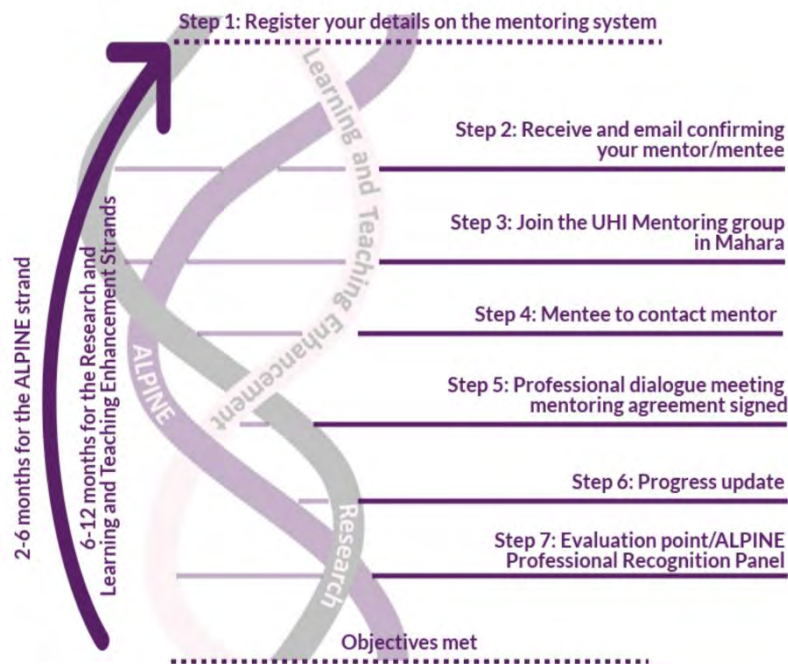 Step 1: Register your details on the mentoring system
Step 2: Receive and email confirming
your mentor/mentee
Step 3: Join the UHI Mentoring group
in Mahara
Step 4: Mentee to contact mentor
Step 5: Professional dialogue meeting
mentoring agreement signed
Step 6: Progress update
Step 7: Evaluation point/ALPINE
Professional Recognition Panel
Objectives met
2-6 months for the ALPINE strand
6-12 months for the Research and
Learning and Teaching Enhancement Strands
Learning and Teaching Enhancement
ALPINE
Research